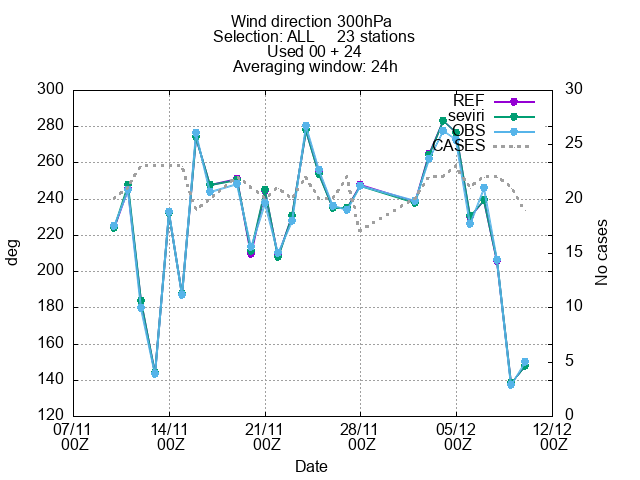 Wind direction 300hPa
Selection: ALL 23 stations
Used 00 + 24
Averaging window: 24h
300 30
REF
280 seviri
25
OBS
260 CASES
240 20
220
15
200
180 10
160
5
140
120 0
deg
No cases
07/11 14/11 21/11 28/11 05/12 12/12
00Z 00Z 00Z 00Z 00Z 00Z
Date